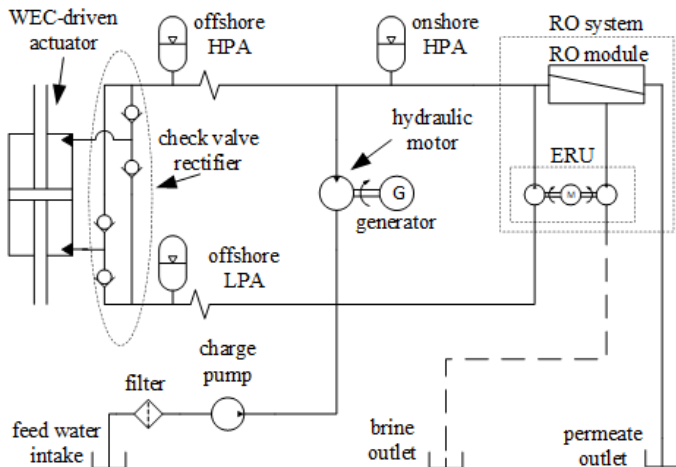 WEC-driven
actuator
offshore
HPA
onshore
HPA
RO system
RO module
check valve
rectifier
hydraulic
motor
ERU
G
M
generator
offshore
LPA
charge
pump
filter
feed water
intake
brine
outlet
permeate
outlet